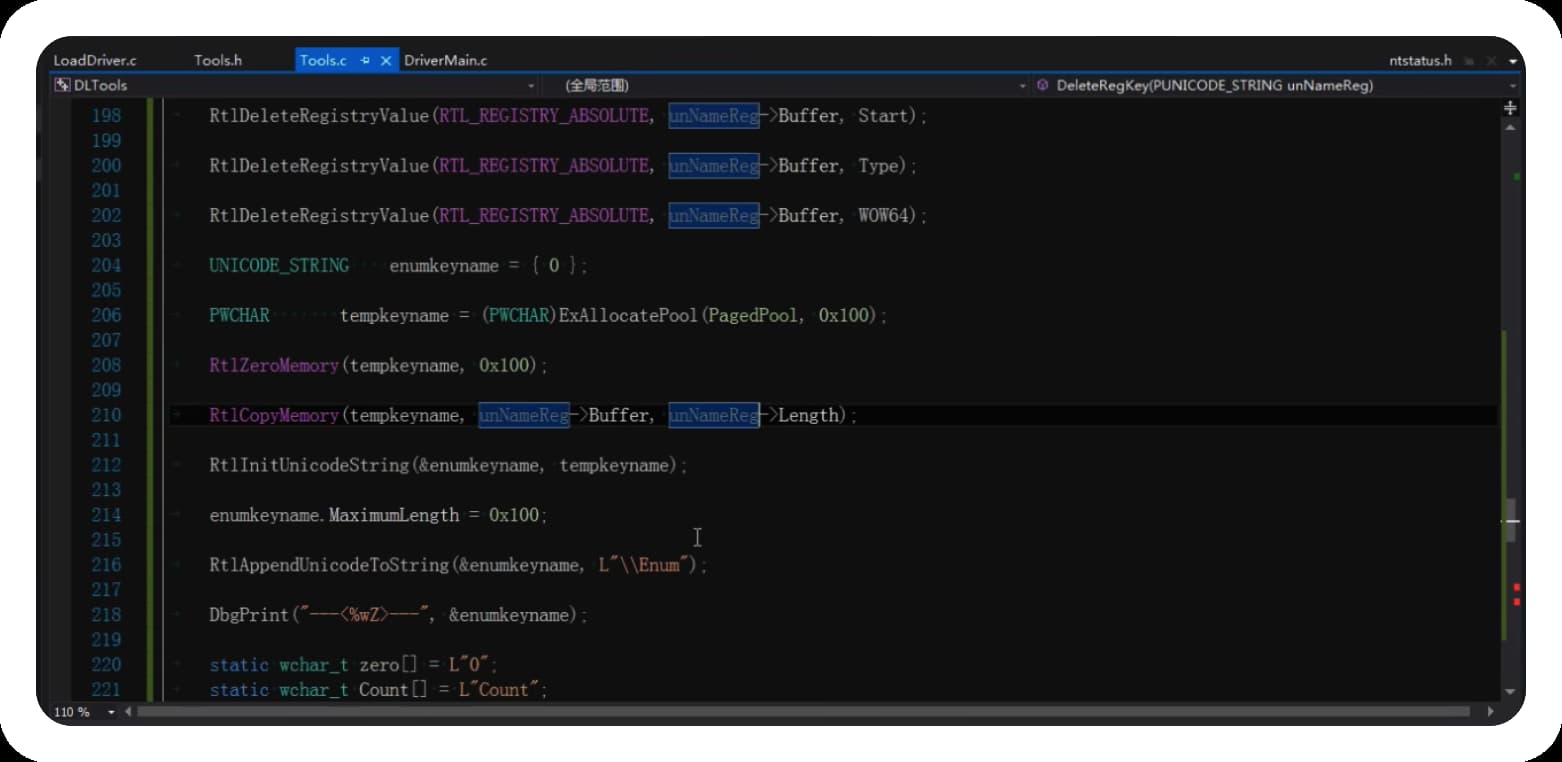 LoadDriver.c Tools.h Tools.c DriverMain.c ntstatus.h
DLTools (全局范围) DeleteRegKey(PUNICODE_STRING unNameReg)
198 RtlDeleteRegistryValue(RTL_REGISTRY_ABSOLUTE, unNameReg->Buffer, Start);
199
200 RtlDeleteRegistryValue(RTL_REGISTRY_ABSOLUTE, unNameReg->Buffer, Type);
201
202 RtlDeleteRegistryValue(RTL_REGISTRY_ABSOLUTE, unNameReg->Buffer, WOW64);
203
204 UNICODE_STRING enumkeyname = { 0 };
205
206 PWCHAR tempkeyname = (PWCHAR)ExAllocatePool(PagedPool, 0x100);
207
208 RtlZeroMemory(tempkeyname, 0x100);
209
210 RtlCopyMemory(tempkeyname, unNameReg->Buffer, unNameReg->Length);
211
212 RtlInitUnicodeString(&enumkeyname, tempkeyname);
213
214 enumkeyname.MaximumLength = 0x100;
215
216 RtlAppendUnicodeToString(&enumkeyname, L"\\Enum");
217
218 DbgPrint("---<%wZ>---", &enumkeyname);
219
220 static wchar_t zero[] = L"0";
221 static wchar_t Count[] = L"Count";
110 %